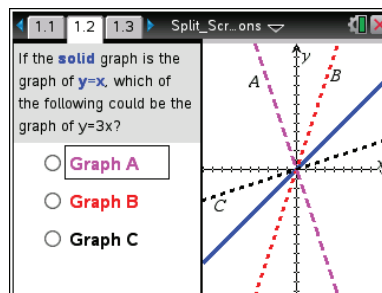 1.1 1.2 1.3 Split_Scr...ons
If the solid graph is the
graph of y=x, which of
the following could be the
graph of y=3x?
Graph A
Graph B
Graph C
y
A
B
C